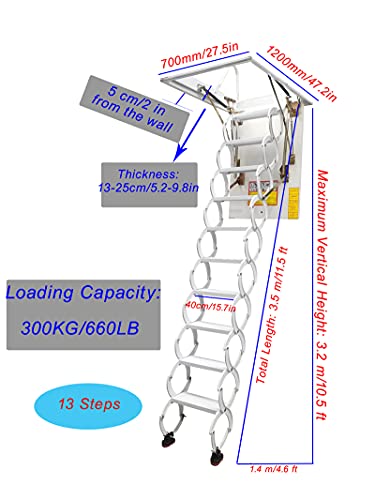 700mm/27.5in
1200mm/47.2in
5 cm/2 in
from the wall
Thickness:
13-25cm/5.2-9.8in
Maximum Vertical Height: 3.2 m/10.5 ft
Total Length: 3.5 m/11.5 ft
Loading Capacity:
300KG/660LB
40cm/15.7in
13 Steps
1.4 m/4.6 ft